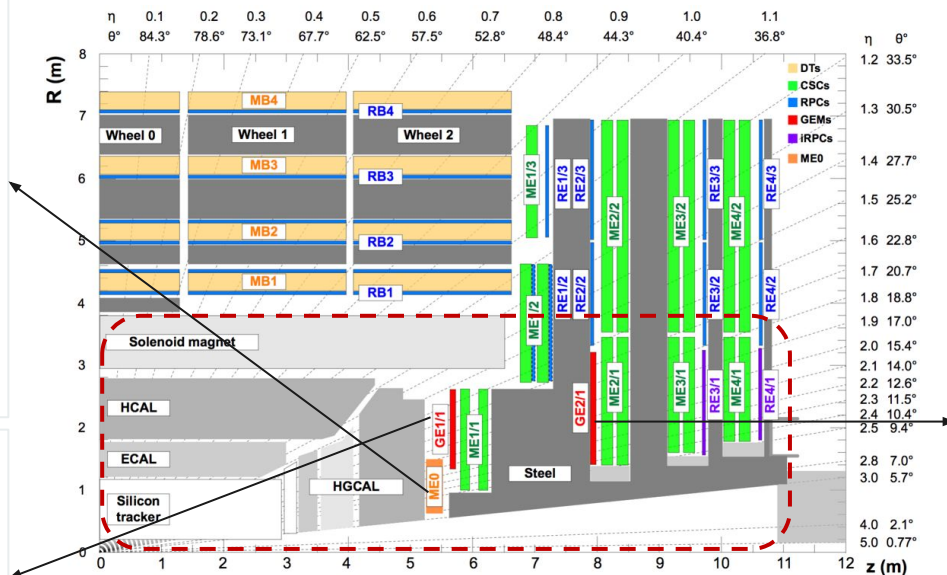 η 0.1 0.2 0.3 0.4 0.5 0.6 0.7 0.8 0.9 1.0 1.1
θ° 84.3° 78.6° 73.1° 67.7° 62.5° 57.5° 52.8° 48.4° 44.3° 40.4° 36.8° η θ°
R (m)
8
7
6
5
4
3
2
1
0
1.2 33.5°
1.3 30.5°
1.4 27.7°
1.5 25.2°
1.6 22.8°
1.7 20.7°
1.8 18.8°
1.9 17.0°
2.0 15.4°
2.1 14.0°
2.2 12.6°
2.3 11.5°
2.4 10.4°
2.5 9.4°
2.8 7.0°
3.0 5.7°
4.0 2.1°
5.0 0.77°
DTs
CSCs
RPCs
GEMs
iRPCs
ME0
MB4
RB4
Wheel 0 Wheel 1 Wheel 2
MB3
RB3
MB2
RB2
MB1
RB1
Solenoid magnet
HCAL
ECAL
Silicon
tracker
HGCAL
Steel
ME0
GE1/1
ME1/1
ME1/2
ME1/3
RE1/3
RE2/3
RE1/2
RE2/2
GE2/1
ME2/2
ME2/1
ME3/2
ME3/1
RE3/3
RE3/2
RE3/1
ME4/2
ME4/1
RE4/3
RE4/2
RE4/1
0 1 2 3 4 5 6 7 8 9 10 11 12
z (m)